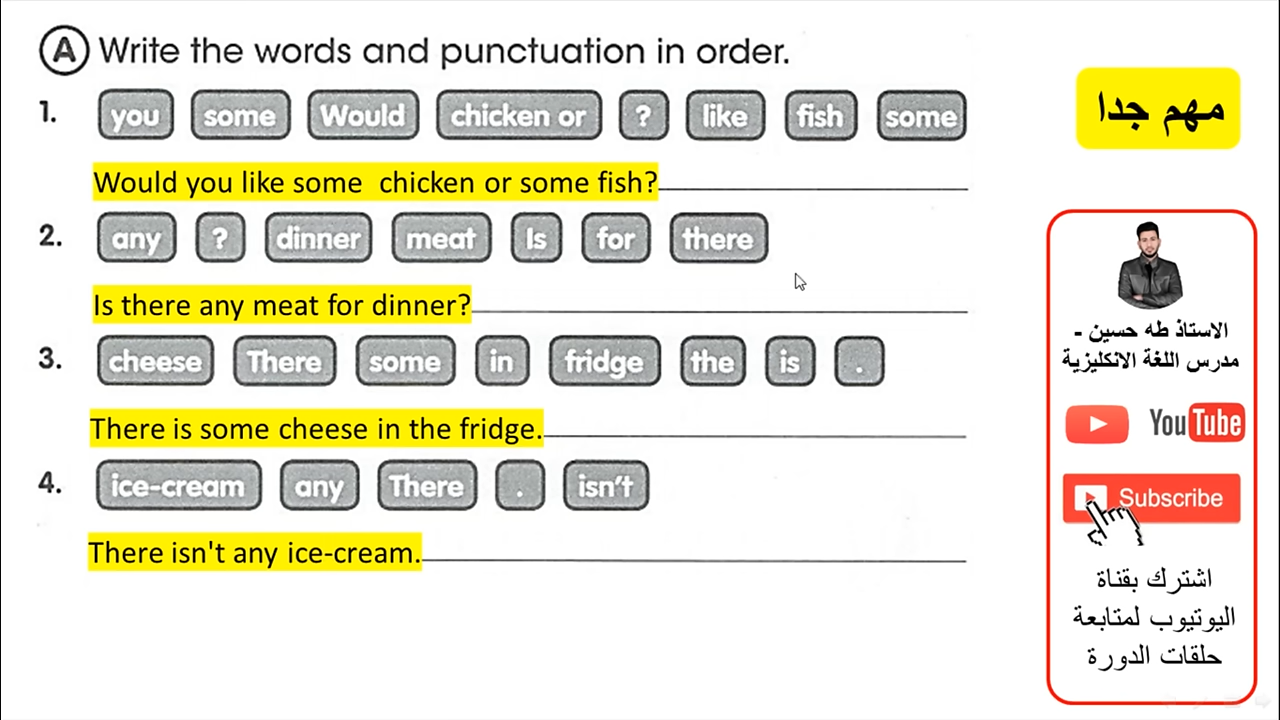 A Write the words and punctuation in order.
1. you some Would chicken or ? like fish some
Would you like some chicken or some fish?
2. any ? dinner meat Is for there
Is there any meat for dinner?
3. cheese There some in fridge the is .
There is some cheese in the fridge.
4. ice-cream any There . isn't
There isn't any ice-cream.
مهم جدا
الاستاذ طه حسين -
مدرس اللغة الانكليزية
YouTube
Subscribe
اشترك بقناة
اليوتيوب لمتابعة
حلقات الدورة